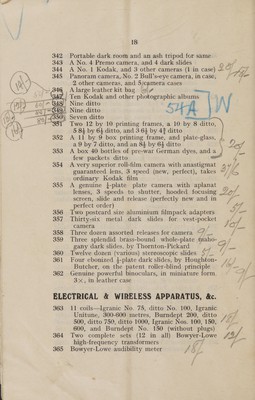 18
342 Portable dark room and an ash tripod for same
343 A No. 4 Premo camera, and 4 dark slides
344 A No. 1 Kodak, and 3 other cameras (1 in case)
345 Panoram camera, No. 2 Bull's-eye camera, in case,
2 other cameras, and 5 camera cases
346 A large leather kit bag
347 Ten Kodak and other photographic albums
348 Nine ditto
349 Nine ditto
350 Seven ditto
54A W
351 Two 12 by 10 printing frames, a 10 by 8 ditto,
5 8½ by 6½ ditto, and 3 6½ by 4¾ ditto
352 A 11 by 9 box printing frame, and plate-glass,
a 9 by 7 ditto, and an 8½ by 6½ ditto
353 A box 40 bottles of pre-war German dyes, and a
few packets ditto
354 A very superior roll-film camera with anastigmat
guaranteed lens, 3 speed (new, perfect), takes
ordinary Kodak film
355 A genuine ¼-plate plate camera with aplanat
lenses, 3 speeds to shutter, hooded focusing
screen, slide and release (perfectly new and in
perfect order)
356 Two postcard size aluminium filmpack adaptors
357 Thirty-six metal dark slides for vest-pocket
camera
358 Three dozen assorted releases for camera
359 Three splendid brass-bound whole-plate mahogany
dark slides, by Thornton-Pickard
360 Twelve dozen (various) stereoscopic slides
361 Four ebonized ¼-plate dark slides, by Houghton-
Butcher, on the patent roller-blind principle
362 Genuine powerful binoculars, in miniature form
3×, in leather case
ELECTRICAL & WIRELESS APPARATUS, &c.
363 11 coils—Igranic No. 75, ditto No. 100, Igranic
Unitune, 300-600 metres, Burndept 200, ditto
500, ditto 750, ditto 1000, Igranic Nos. 100, 150,
600, and Burndept No. 150 (without plugs)
364 Two complete sets (12 in all) Bowyer-Lowe
high-frequency transformers
365 Bowyer-Lowe audibility meter